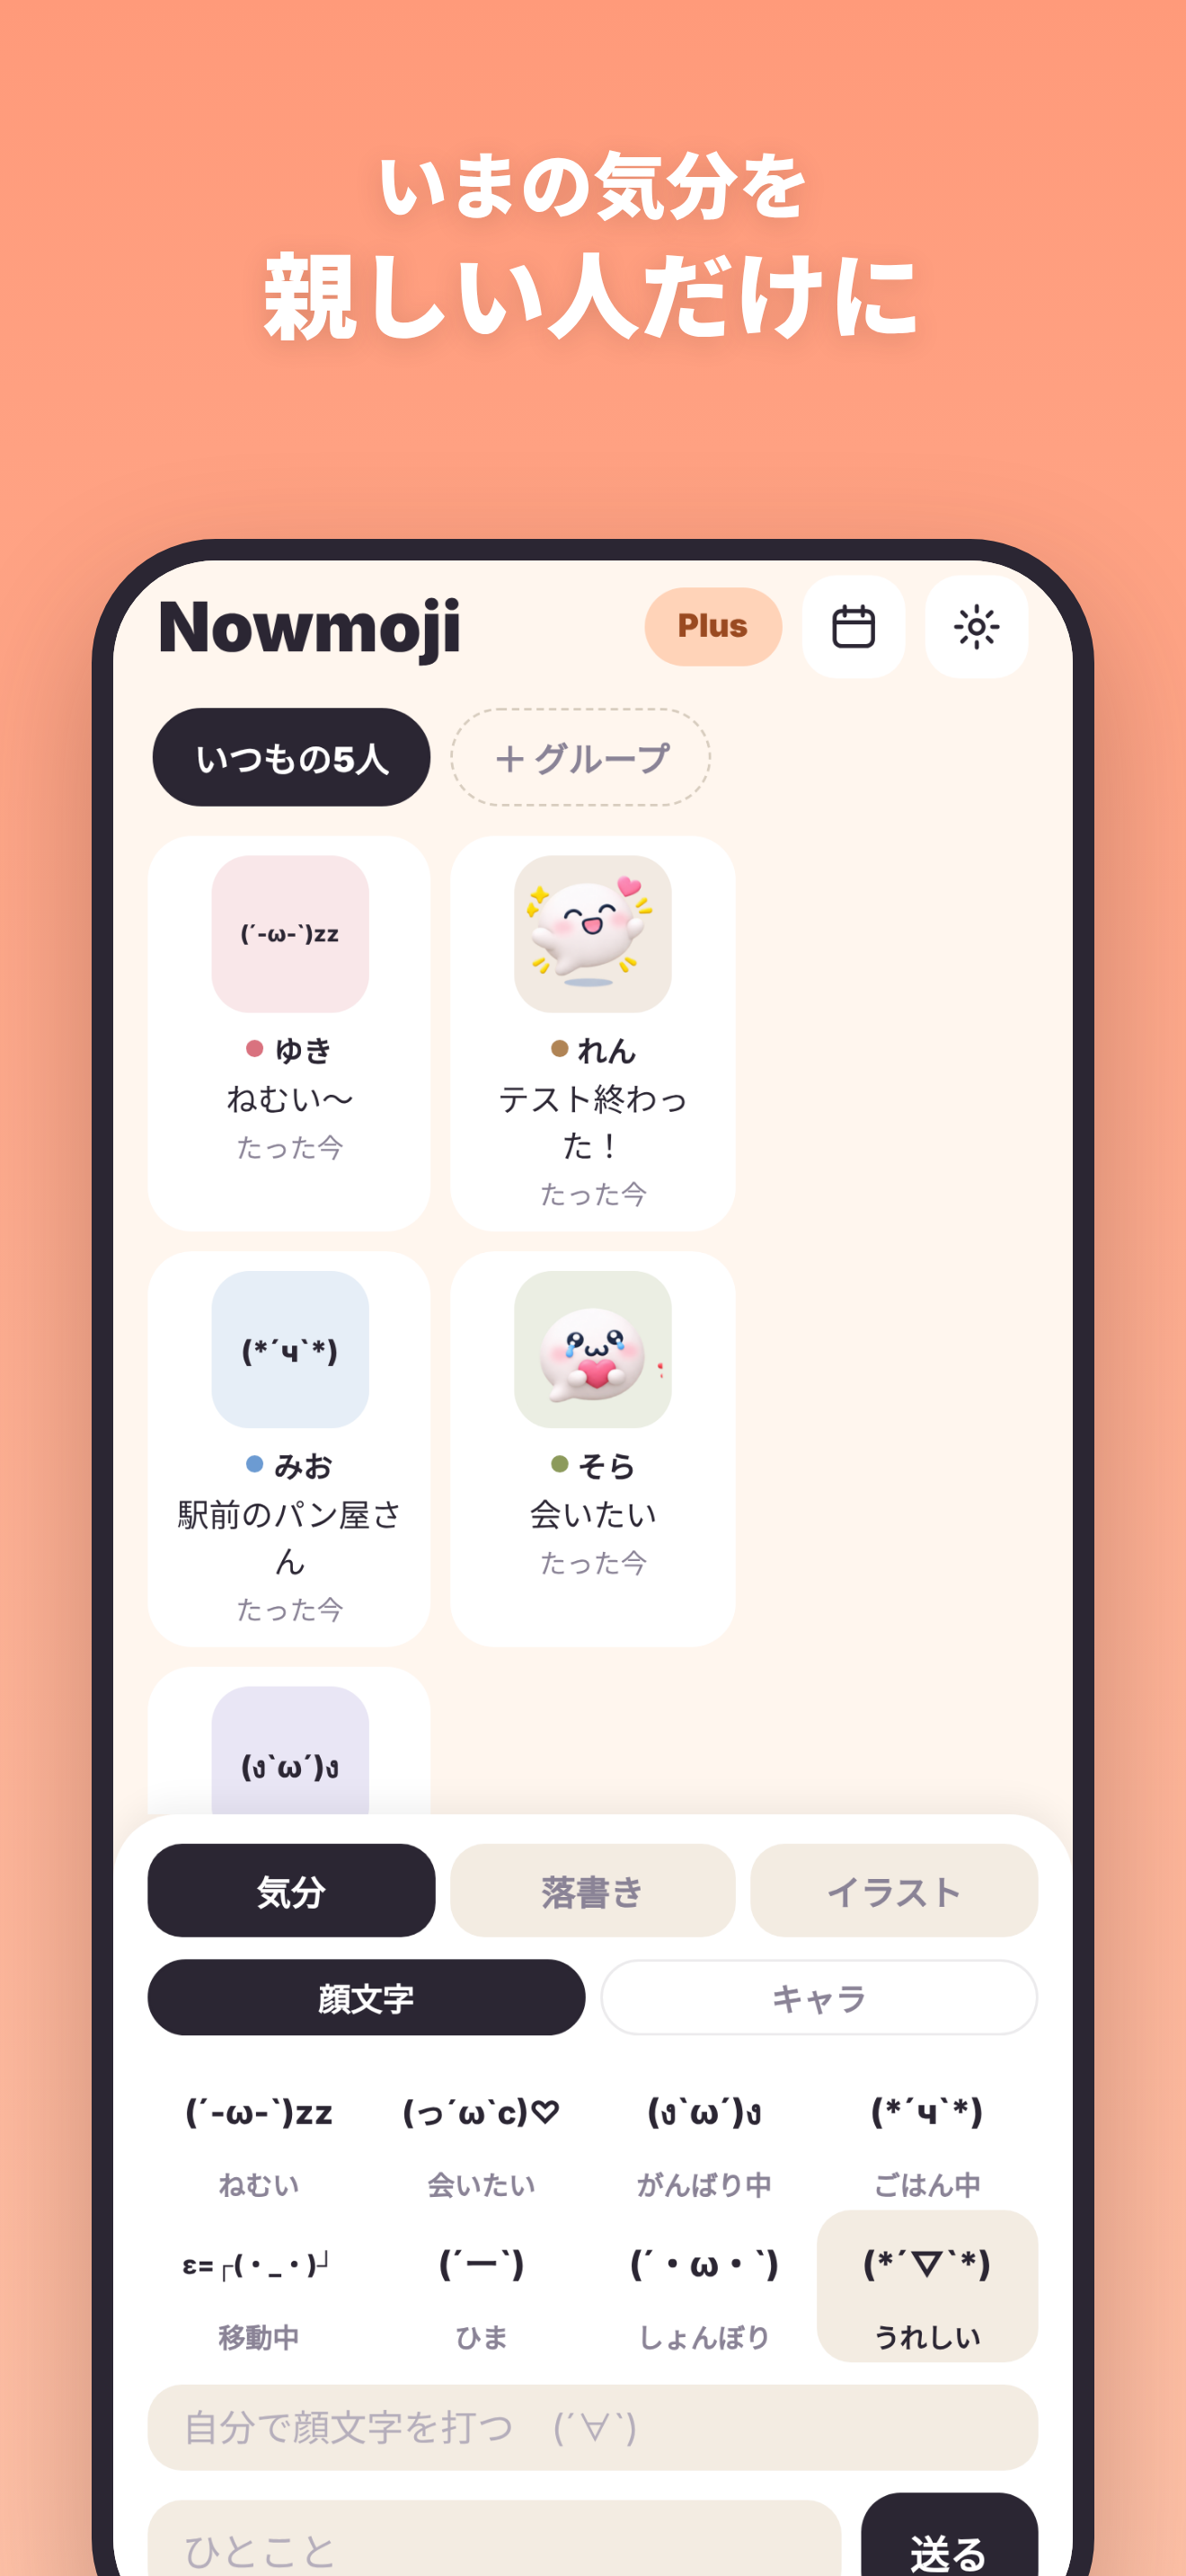 いまの気分を
親しい人だけに
Nowmoji
Plus
いつもの5人
＋ グループ
(´-ω-`)zz
ゆき
ねむい〜
たった今
れん
テスト終わっ
た！
たった今
(*´ч`*)
みお
駅前のパン屋さ
ん
たった今
そら
会いたい
たった今
(ง`ω´)ง
気分
落書き
イラスト
顔文字
キャラ
(´-ω-`)zz
(っ´ω`c)♡
(ง`ω´)ง
(*´ч`*)
ねむい
会いたい
がんばり中
ごはん中
ε=┌(・_・)┘
(´ー`)
(´・ω・`)
(*´▽`*)
移動中
ひま
しょんぼり
うれしい
自分で顔文字を打つ　(´∀`)
ひとこと
送る